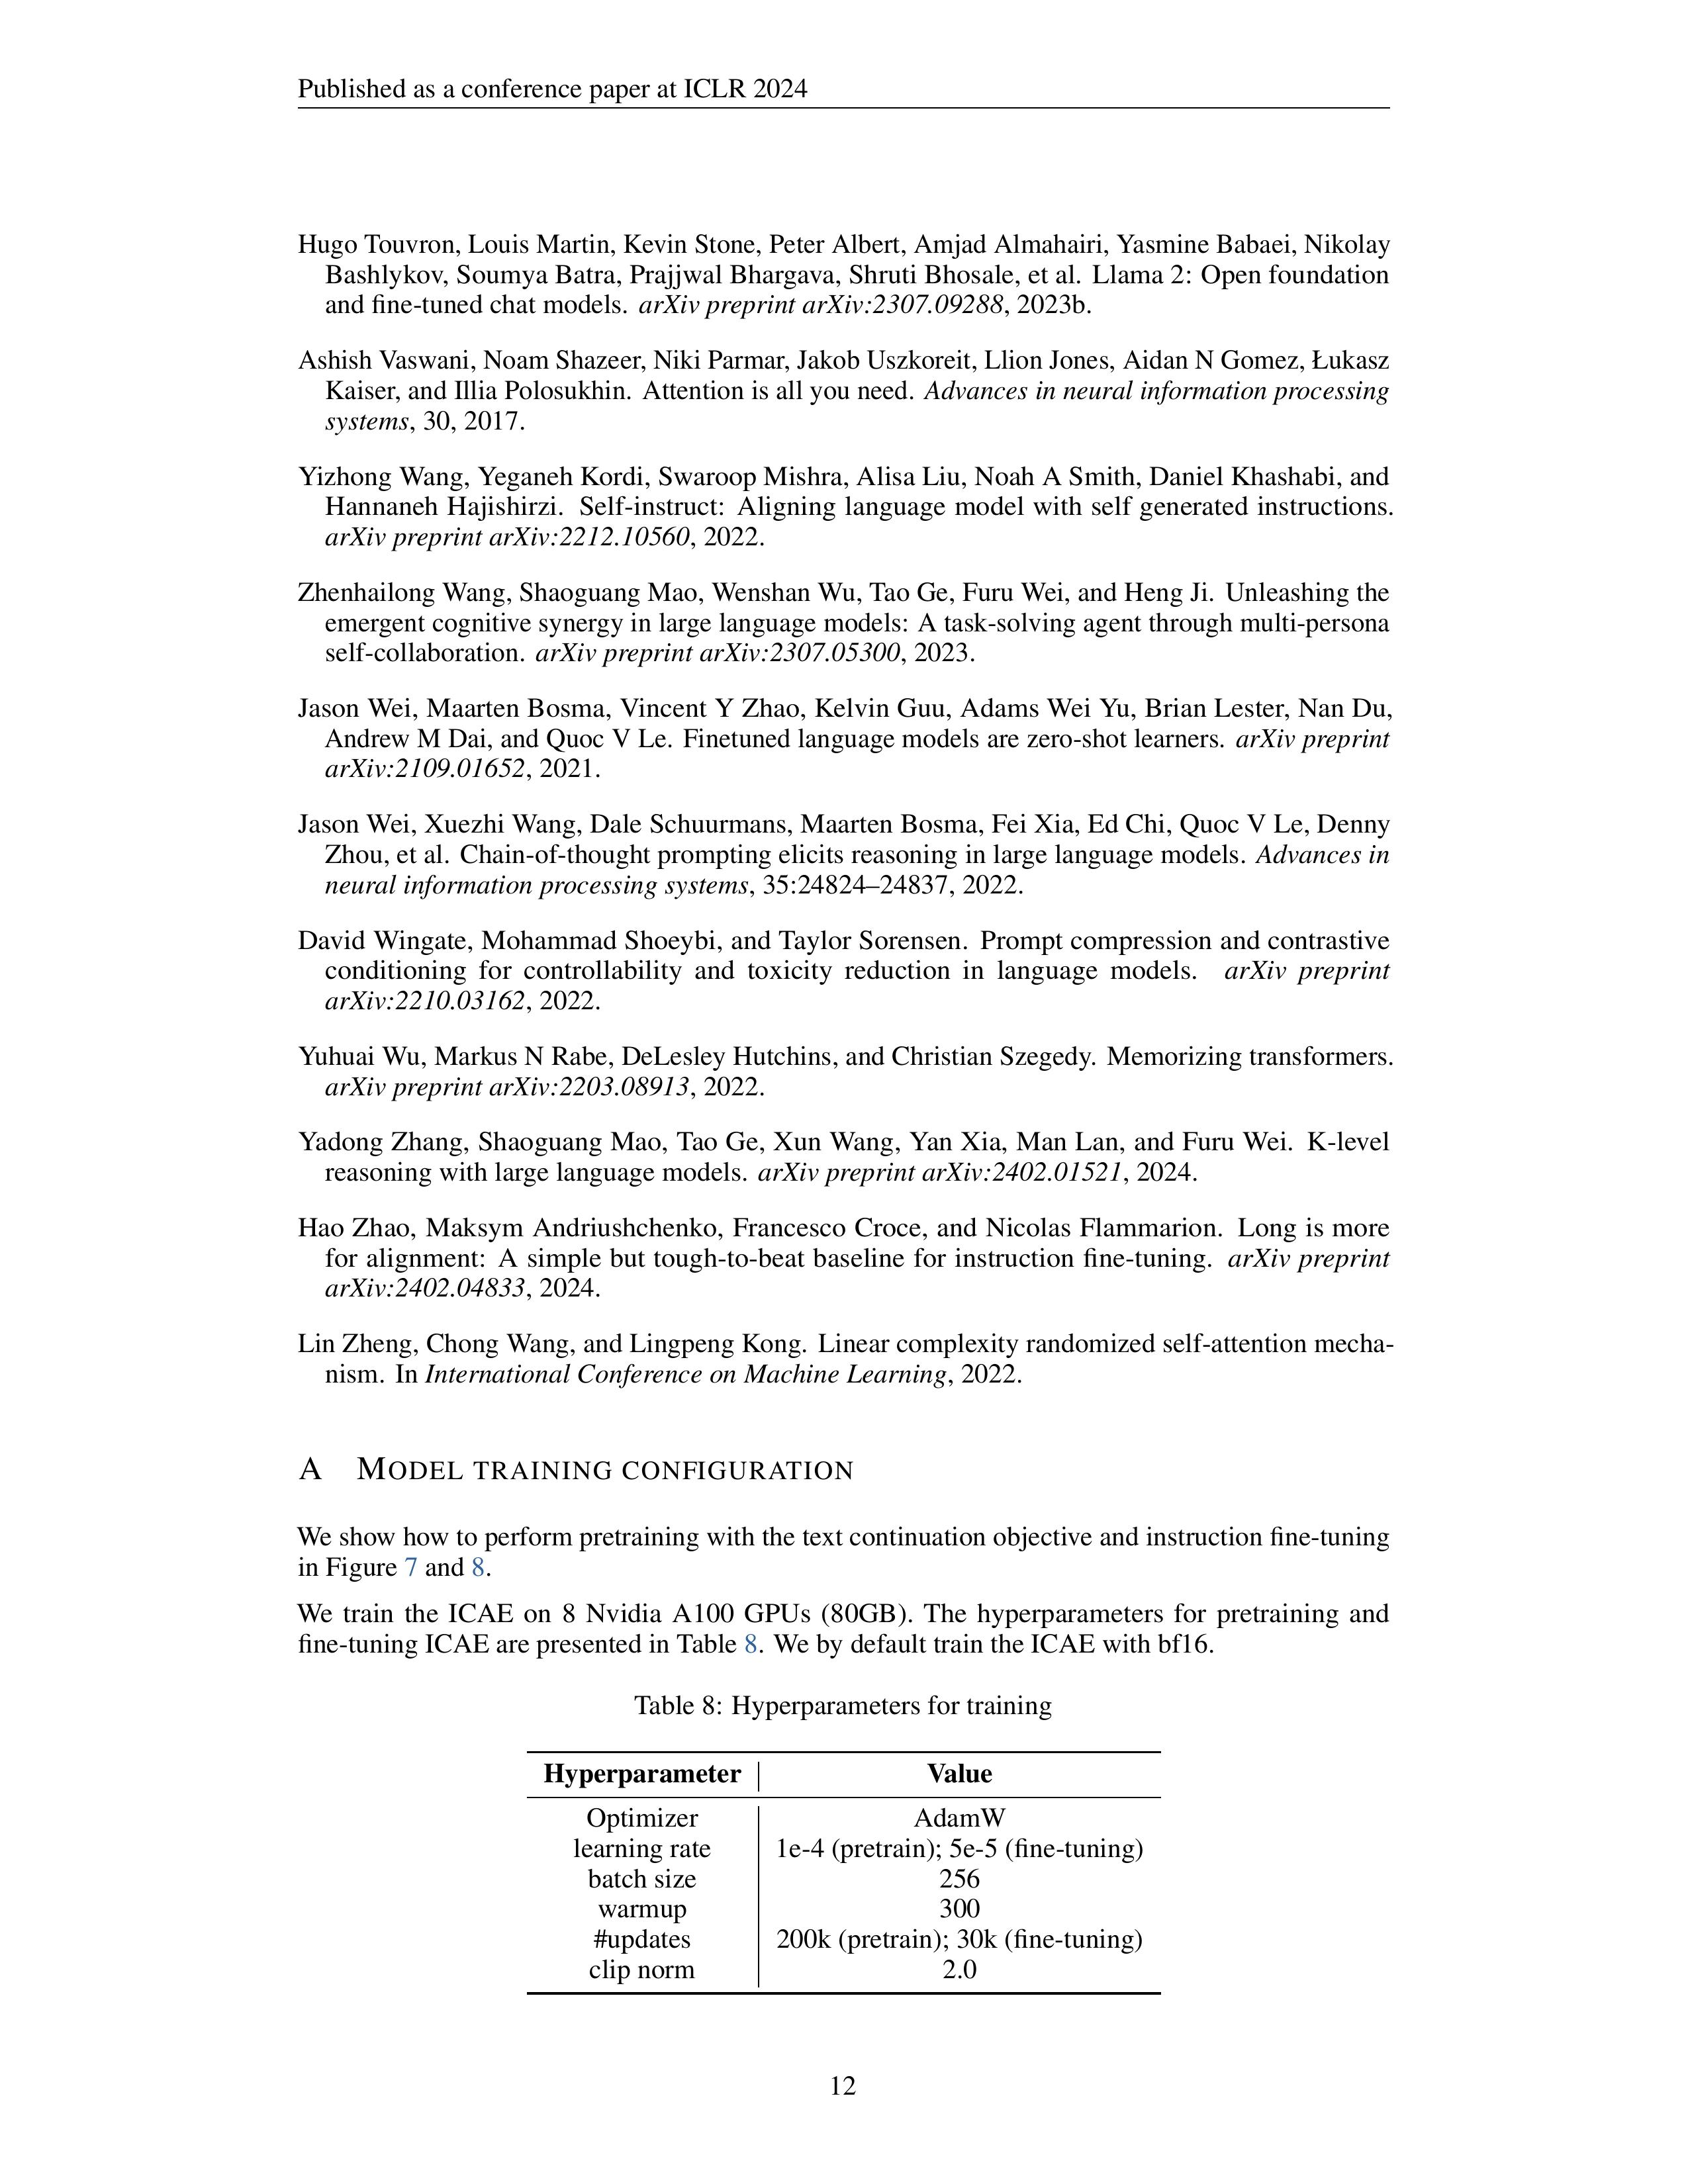 Published as a conference paper at ICLR 2024
Hugo Touvron, Louis Martin, Kevin Stone, Peter Albert, Amjad Almahairi, Yasmine Babaei, Nikolay
Bashlykov, Soumya Batra, Prajjwal Bhargava, Shruti Bhosale, et al. Llama 2: Open foundation
and fine-tuned chat models. arXiv preprint arXiv:2307.09288, 2023b.
Ashish Vaswani, Noam Shazeer, Niki Parmar, Jakob Uszkoreit, Llion Jones, Aidan N Gomez, Łukasz
Kaiser, and Illia Polosukhin. Attention is all you need. Advances in neural information processing
systems, 30, 2017.
Yizhong Wang, Yeganeh Kordi, Swaroop Mishra, Alisa Liu, Noah A Smith, Daniel Khashabi, and
Hannaneh Hajishirzi. Self-instruct: Aligning language model with self generated instructions.
arXiv preprint arXiv:2212.10560, 2022.
Zhenhailong Wang, Shaoguang Mao, Wenshan Wu, Tao Ge, Furu Wei, and Heng Ji. Unleashing the
emergent cognitive synergy in large language models: A task-solving agent through multi-persona
self-collaboration. arXiv preprint arXiv:2307.05300, 2023.
Jason Wei, Maarten Bosma, Vincent Y Zhao, Kelvin Guu, Adams Wei Yu, Brian Lester, Nan Du,
Andrew M Dai, and Quoc V Le. Finetuned language models are zero-shot learners. arXiv preprint
arXiv:2109.01652, 2021.
Jason Wei, Xuezhi Wang, Dale Schuurmans, Maarten Bosma, Fei Xia, Ed Chi, Quoc V Le, Denny
Zhou, et al. Chain-of-thought prompting elicits reasoning in large language models. Advances in
neural information processing systems, 35:24824–24837, 2022.
David Wingate, Mohammad Shoeybi, and Taylor Sorensen. Prompt compression and contrastive
conditioning for controllability and toxicity reduction in language models. arXiv preprint
arXiv:2210.03162, 2022.
Yuhuai Wu, Markus N Rabe, DeLesley Hutchins, and Christian Szegedy. Memorizing transformers.
arXiv preprint arXiv:2203.08913, 2022.
Yadong Zhang, Shaoguang Mao, Tao Ge, Xun Wang, Yan Xia, Man Lan, and Furu Wei. K-level
reasoning with large language models. arXiv preprint arXiv:2402.01521, 2024.
Hao Zhao, Maksym Andriushchenko, Francesco Croce, and Nicolas Flammarion. Long is more
for alignment: A simple but tough-to-beat baseline for instruction fine-tuning. arXiv preprint
arXiv:2402.04833, 2024.
Lin Zheng, Chong Wang, and Lingpeng Kong. Linear complexity randomized self-attention mecha-
nism. In International Conference on Machine Learning, 2022.
A MODEL TRAINING CONFIGURATION
We show how to perform pretraining with the text continuation objective and instruction fine-tuning
in Figure 7 and 8.
We train the ICAE on 8 Nvidia A100 GPUs (80GB). The hyperparameters for pretraining and
fine-tuning ICAE are presented in Table 8. We by default train the ICAE with bf16.
Table 8: Hyperparameters for training
Hyperparameter Value
Optimizer AdamW
learning rate 1e-4 (pretrain); 5e-5 (fine-tuning)
batch size 256
warmup 300
#updates 200k (pretrain); 30k (fine-tuning)
clip norm 2.0
12